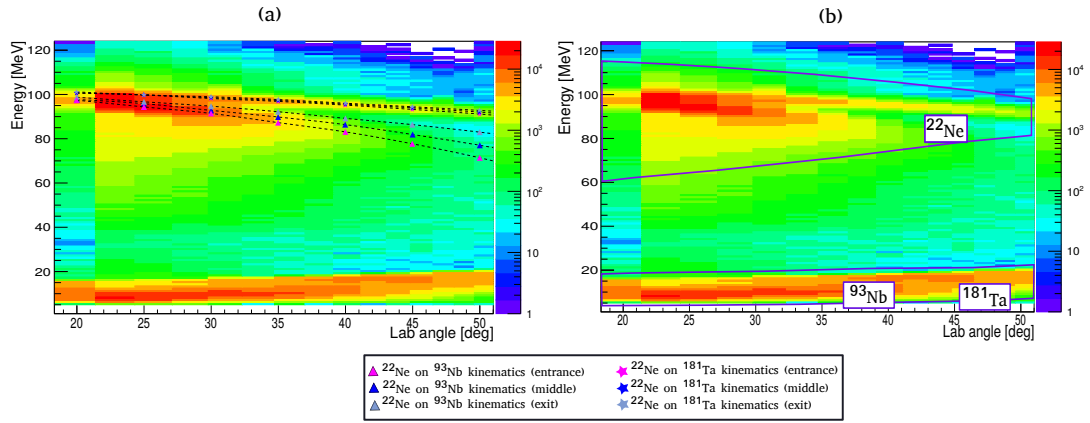 (a)
(b)
Energy [MeV]
120
100
80
60
40
20
20 25 30 35 40 45 50
Lab angle [deg]
10⁴
10³
10²
10
1
Energy [MeV]
120
100
80
60
40
20
20 25 30 35 40 45 50
Lab angle [deg]
²²Ne
⁹³Nb
¹⁸¹Ta
10⁴
10³
10²
10
1
²²Ne on ⁹³Nb kinematics (entrance)
²²Ne on ⁹³Nb kinematics (middle)
²²Ne on ⁹³Nb kinematics (exit)
²²Ne on ¹⁸¹Ta kinematics (entrance)
²²Ne on ¹⁸¹Ta kinematics (middle)
²²Ne on ¹⁸¹Ta kinematics (exit)